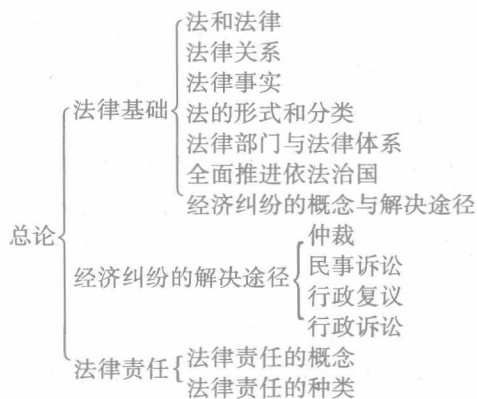 总论
法律基础
法和法律
法律关系
法律事实
法的形式和分类
法律部门与法律体系
全面推进依法治国
经济纠纷的概念与解决途径
经济纠纷的解决途径
仲裁
民事诉讼
行政复议
行政诉讼
法律责任
法律责任的概念
法律责任的种类